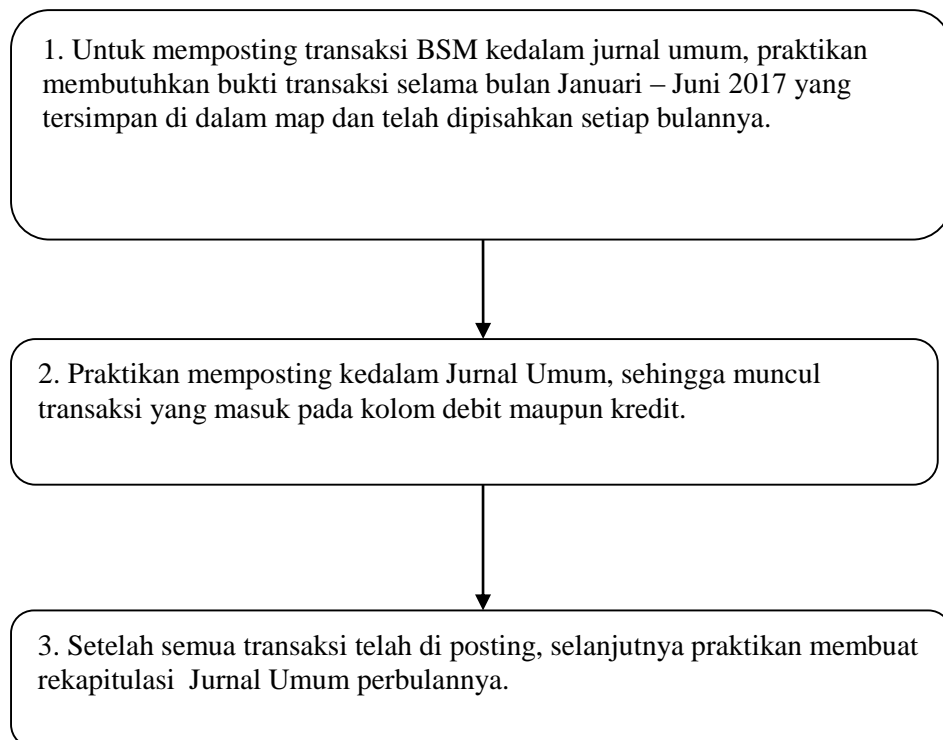 1. Untuk memposting transaksi BSM kedalam jurnal umum, praktikan
membutuhkan bukti transaksi selama bulan Januari – Juni 2017 yang
tersimpan di dalam map dan telah dipisahkan setiap bulannya.
2. Praktikan memposting kedalam Jurnal Umum, sehingga muncul
transaksi yang masuk pada kolom debit maupun kredit.
3. Setelah semua transaksi telah di posting, selanjutnya praktikan membuat
rekapitulasi  Jurnal Umum perbulannya.